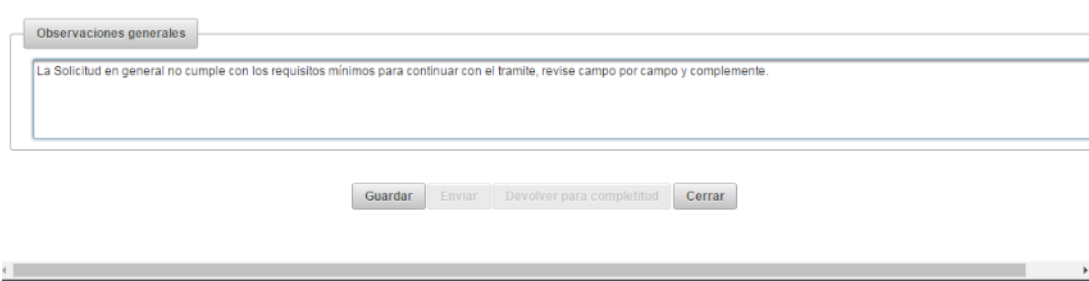 Observaciones generales
La Solicitud en general no cumple con los requisitos mínimos para continuar con el tramite, revise campo por campo y complemente.
Guardar Enviar Devolver para completitud Cerrar